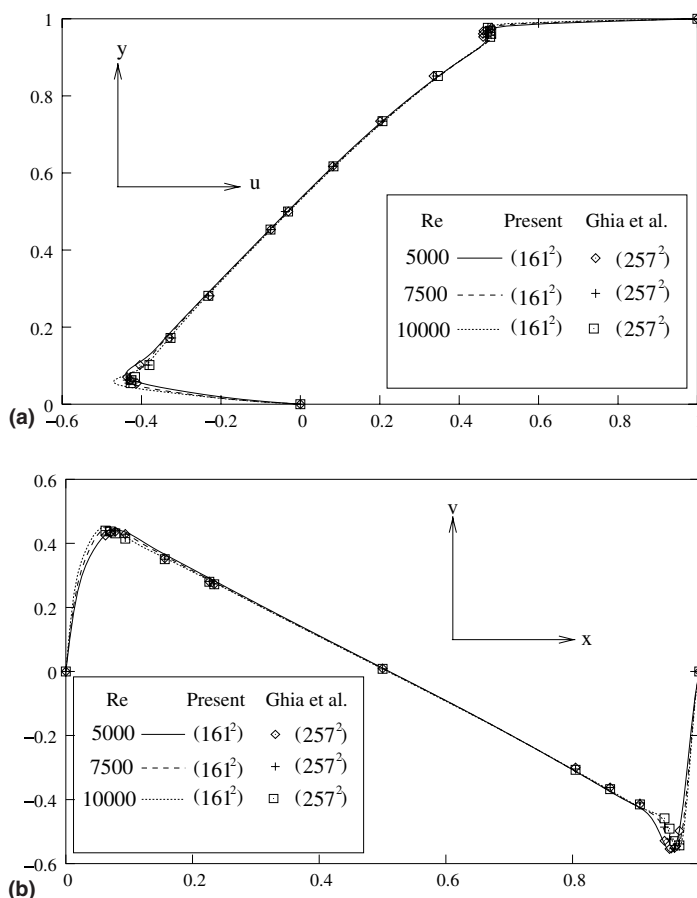 1
y
0.8
0.6
u
Re Present Ghia et al.
0.4
5000 (161²) (257²)
7500 (161²) (257²)
10000 (161²) (257²)
0.2
0
(a)
−0.6 −0.4 −0.2 0 0.2 0.4 0.6 0.8 1
0.6
v
0.4
0.2
x
0
Re Present Ghia et al.
5000 (161²) (257²)
7500 (161²) (257²)
10000 (161²) (257²)
−0.2
−0.4
−0.6
(b)
0 0.2 0.4 0.6 0.8 1